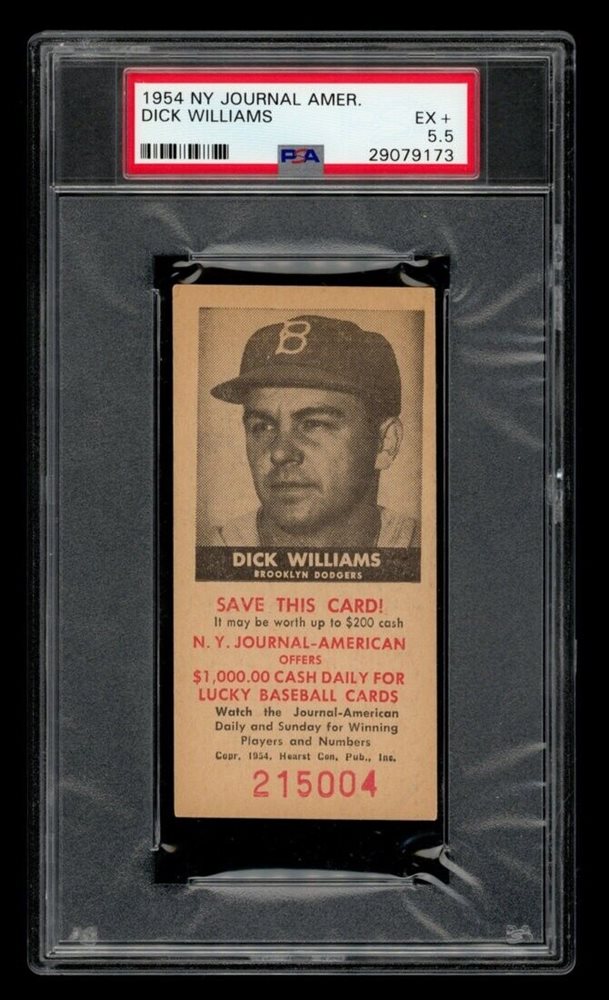 1954 NY JOURNAL AMER.
DICK WILLIAMS
EX +
5.5
PSA
29079173
B
DICK WILLIAMS
BROOKLYN DODGERS
SAVE THIS CARD!
It may be worth up to $200 cash
N. Y. JOURNAL-AMERICAN
OFFERS
$1,000.00 CASH DAILY FOR
LUCKY BASEBALL CARDS
Watch the Journal-American
Daily and Sunday for Winning
Players and Numbers
Copr. 1954. Hearst Con. Pub., Inc.
215004